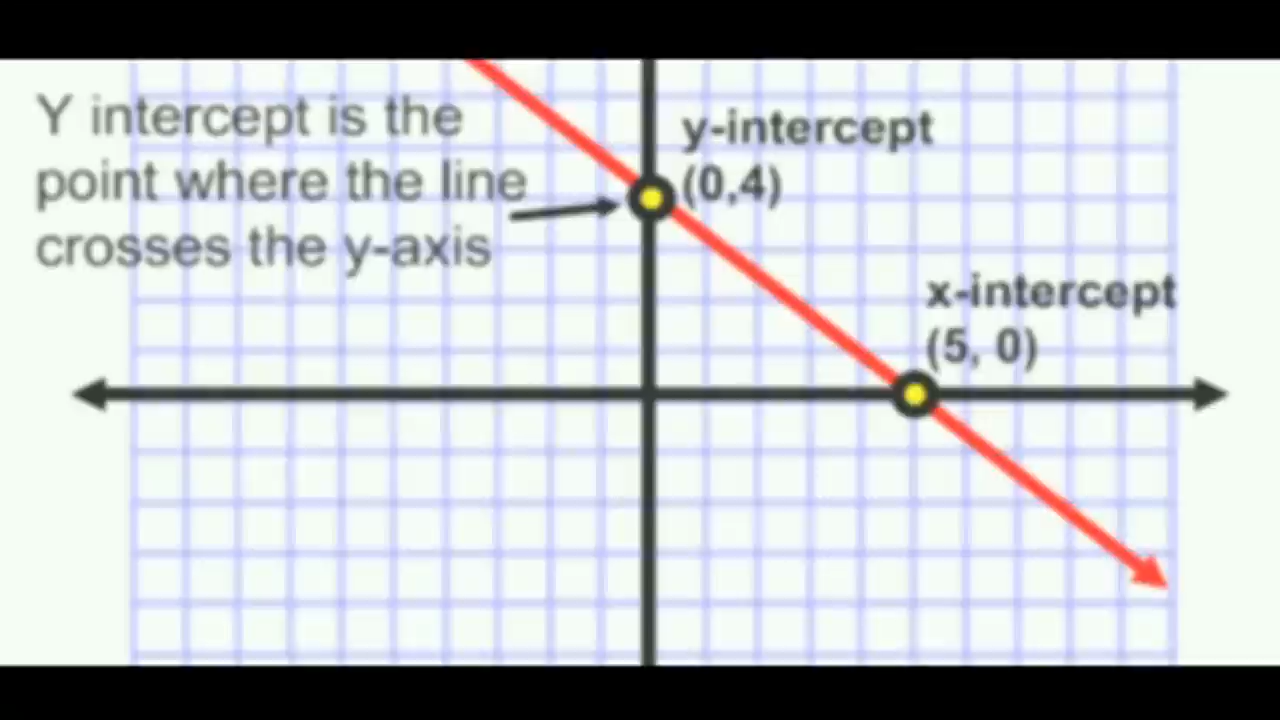 Y intercept is the
point where the line
crosses the y-axis
y-intercept
(0,4)
x-intercept
(5, 0)